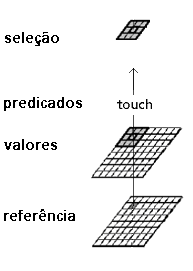 seleção
predicados touch
valores
referência